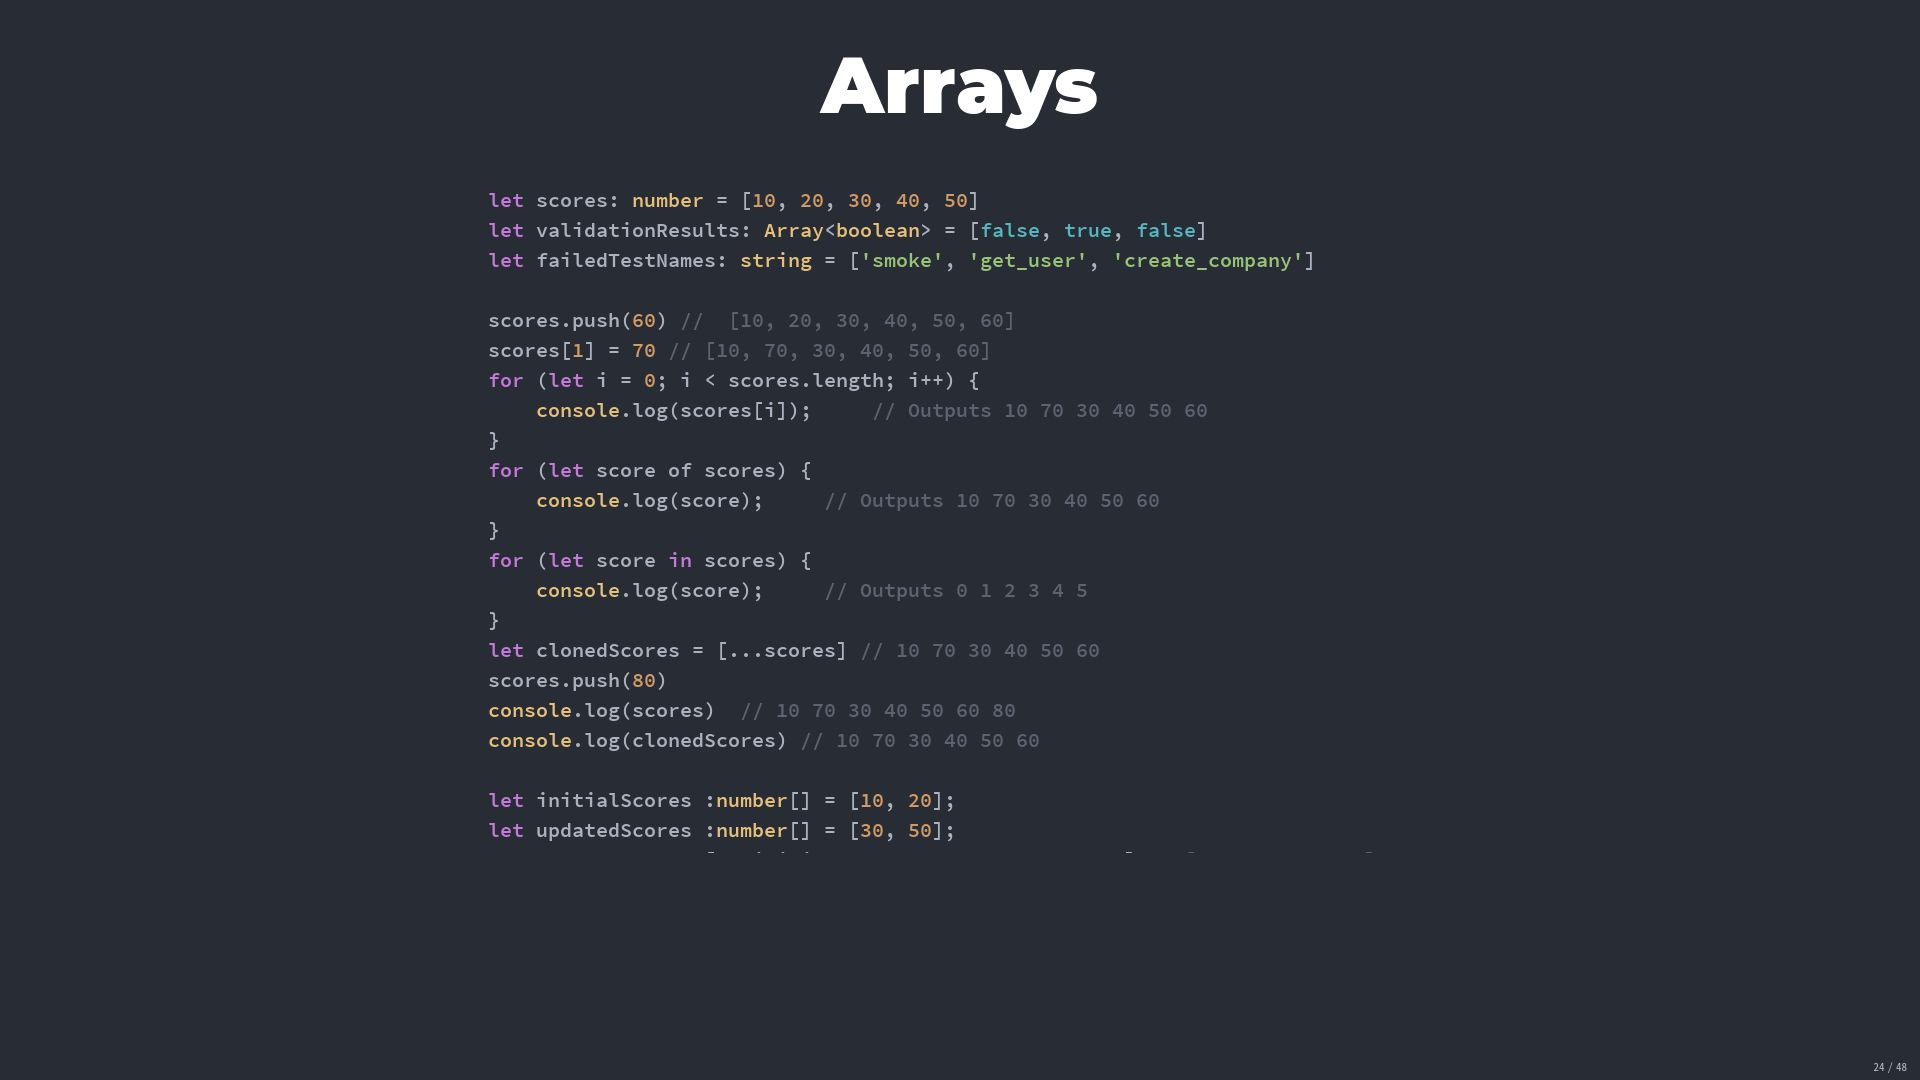 Arrays
let scores: number = [10, 20, 30, 40, 50]
let validationResults: Array<boolean> = [false, true, false]
let failedTestNames: string = ['smoke', 'get_user', 'create_company']
scores.push(60) //  [10, 20, 30, 40, 50, 60]
scores[1] = 70 // [10, 70, 30, 40, 50, 60]
for (let i = 0; i < scores.length; i++) {
    console.log(scores[i]);     // Outputs 10 70 30 40 50 60
}
for (let score of scores) {
    console.log(score);     // Outputs 10 70 30 40 50 60
}
for (let score in scores) {
    console.log(score);     // Outputs 0 1 2 3 4 5
}
let clonedScores = [...scores] // 10 70 30 40 50 60
scores.push(80)
console.log(scores)  // 10 70 30 40 50 60 80
console.log(clonedScores) // 10 70 30 40 50 60
let initialScores :number[] = [10, 20];
let updatedScores :number[] = [30, 50];
24 / 48